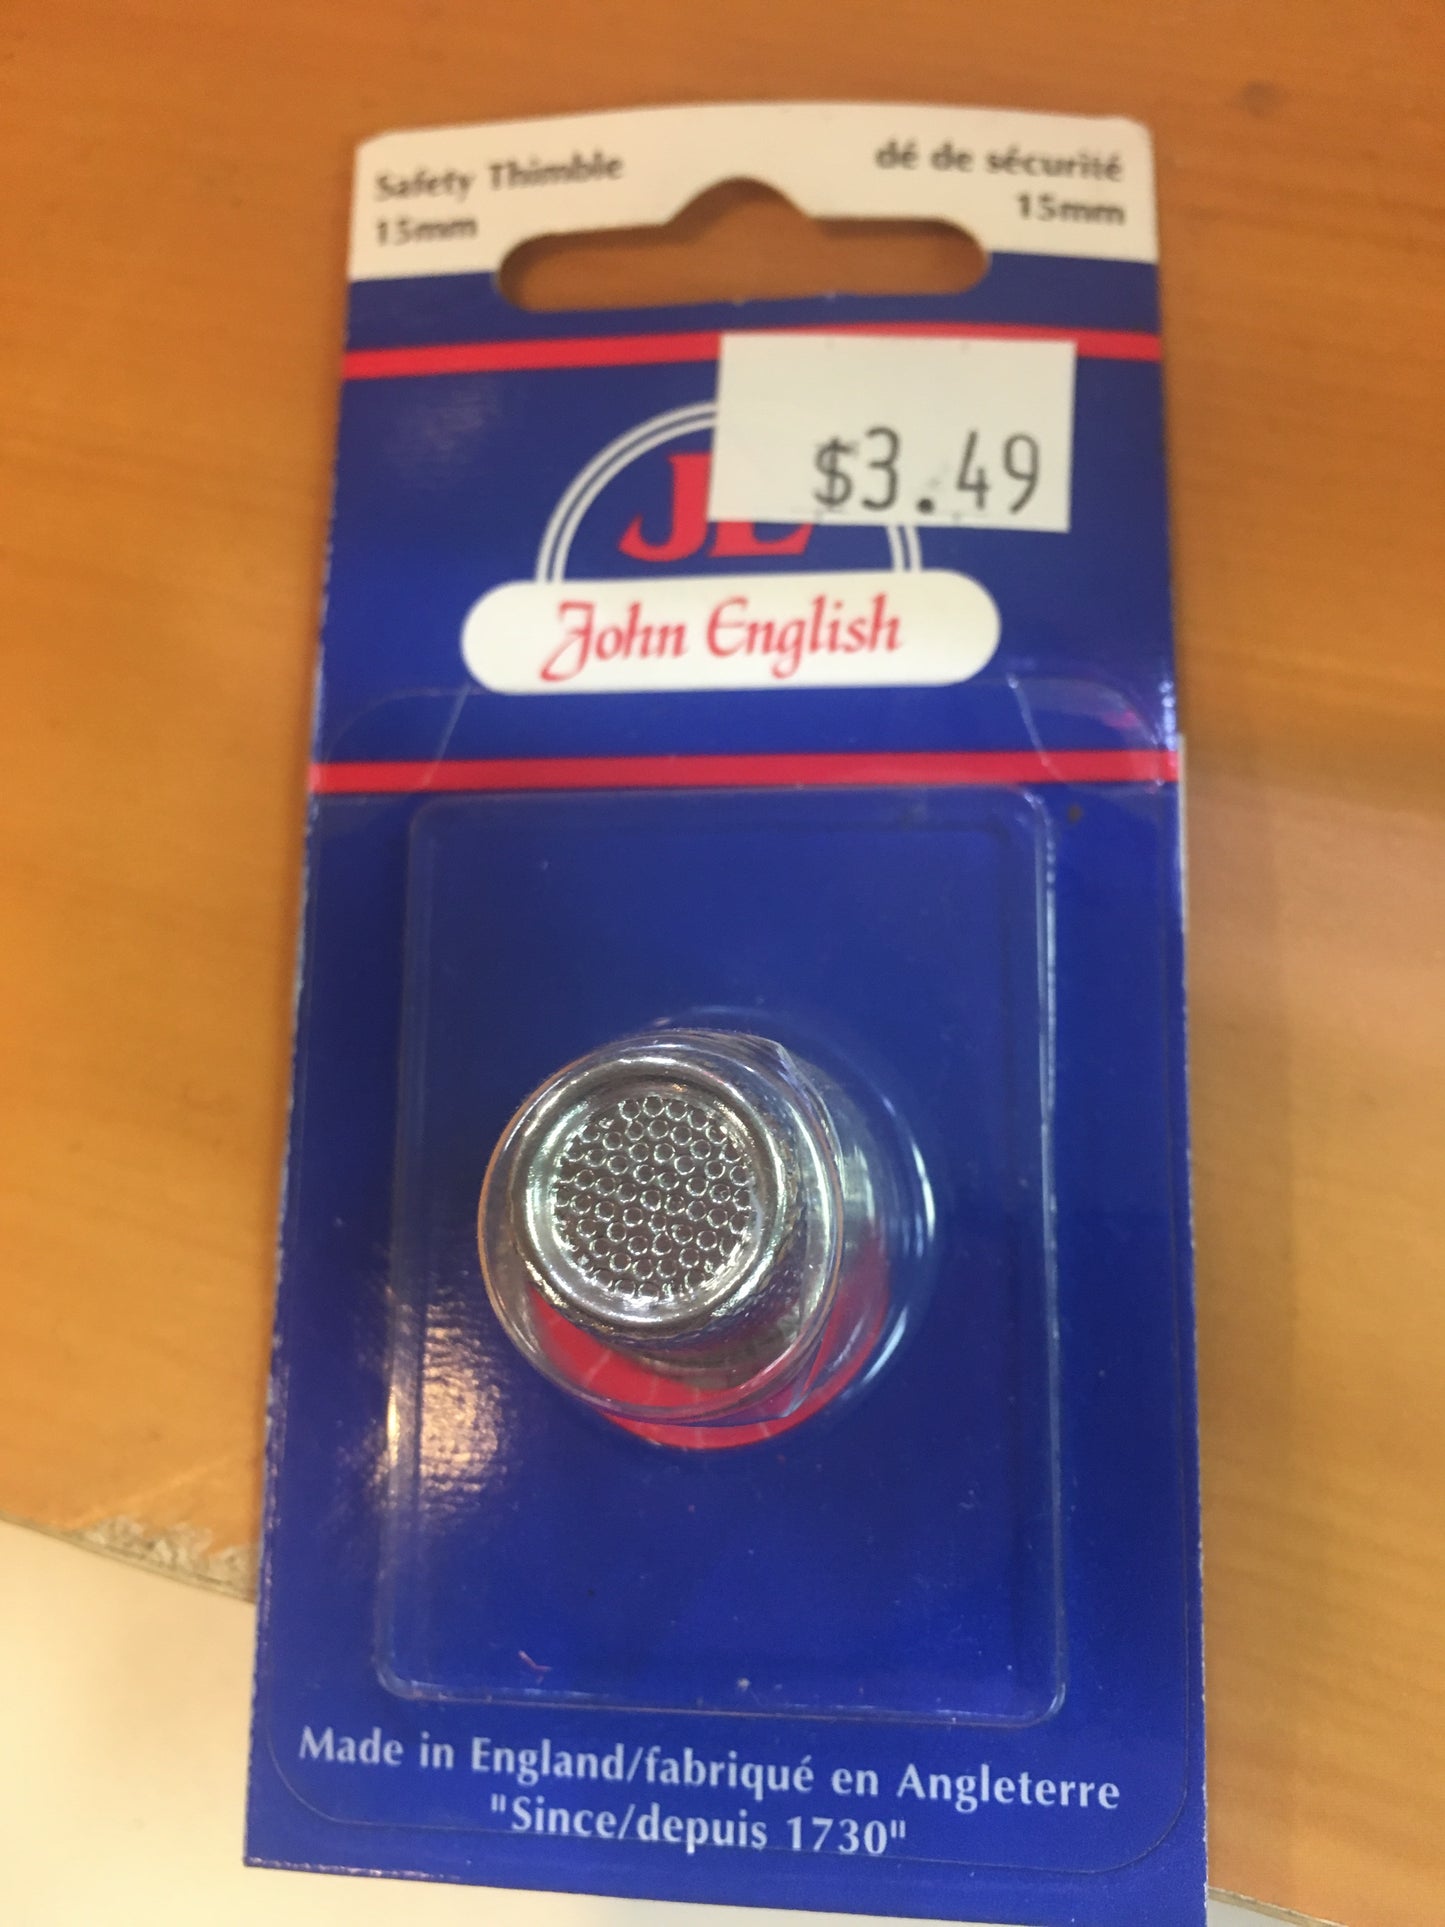 Safety Thimble
15mm
dé de sécurité
15mm
$3.49
JE
John English
Made in England/fabriqué en Angleterre
"Since/depuis 1730"